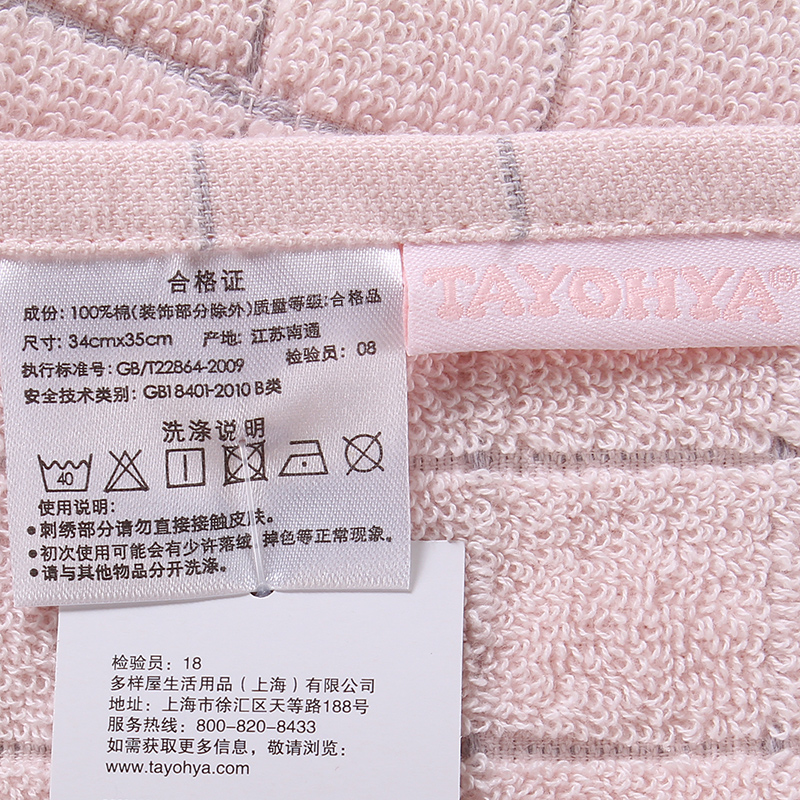 TAYOHYA®
合格证
成份: 100%棉(装饰部分除外)质量等级:合格品
尺寸: 34cmx35cm 产地: 江苏南通
执行标准号: GB/T22864-2009 检验员: 08
安全技术类别: GB18401-2010 B类
洗涤说明
40
使用说明:
●刺绣部分请勿直接接触皮肤。
●初次使用可能会有少许落绒,掉色等正常现象。
●请与其他物品分开洗涤。
检验员: 18
多样屋生活用品(上海)有限公司
地址: 上海市徐汇区天等路188号
服务热线: 800-820-8433
如需获取更多信息, 敬请浏览:
www.tayohya.com